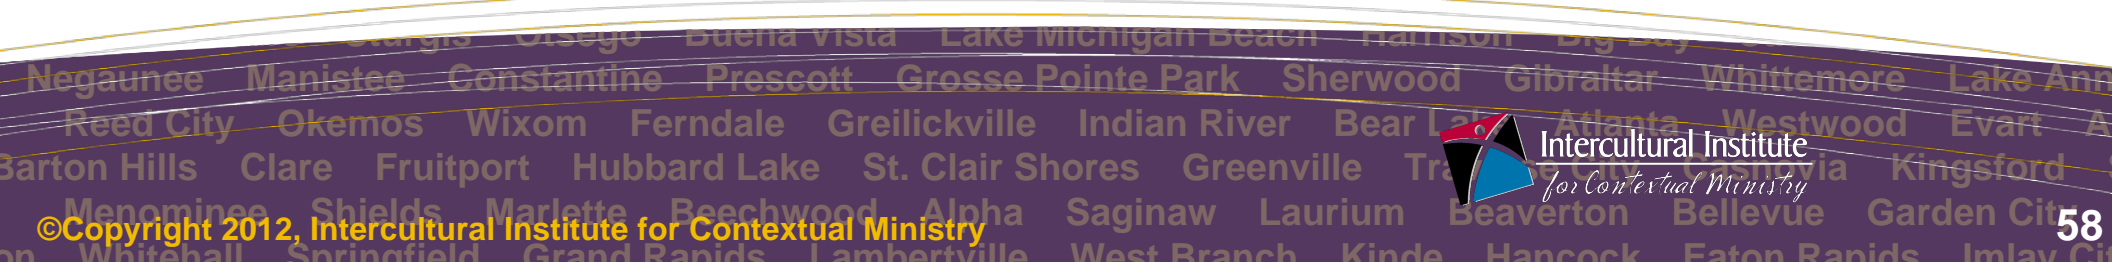 Sturgis Otsego Buena Vista Lake Michigan Beach Harrison Big Bay
Negaunee Manistee Constantine Prescott Grosse Pointe Park Sherwood Gibraltar Whittemore Lake Ann
Reed City Okemos Wixom Ferndale Greilickville Indian River Bear Atlanta Westwood Evart A
Intercultural Institute
Barton Hills Clare Fruitport Hubbard Lake St. Clair Shores Greenville City Kingsford
for Contextual Ministry
Menominee Shields Marlette Beechwood Alpha Saginaw Laurium Beaverton Bellevue Garden City
©Copyright 2012, Intercultural Institute for Contextual Ministry
58
on Whitehall Springfield Grand Rapids Lambertville West Branch Kinde Hancock Eaton Rapids Imlay City